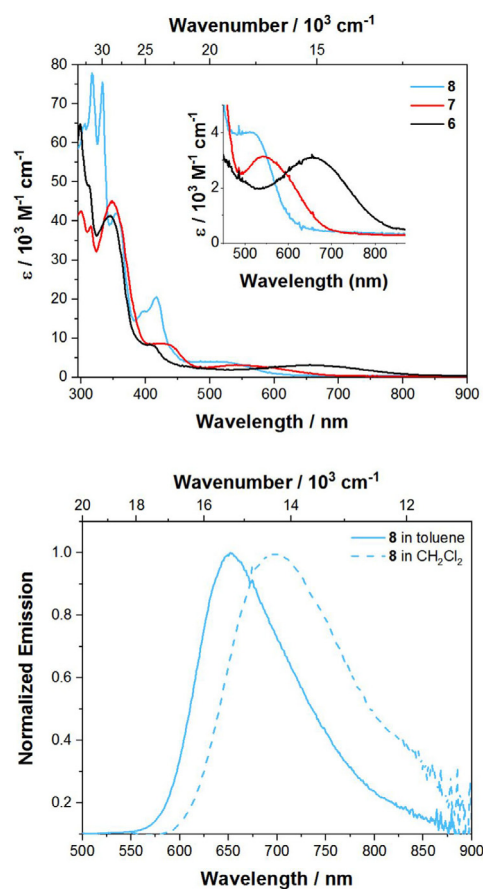 Wavenumber / 10³ cm⁻¹
30 25 20 15
80
70
60
50
40
30
20
10
0
ε / 10³ M⁻¹ cm⁻¹
8
7
6
4
2
0
ε / 10³ M⁻¹ cm⁻¹
500 600 700 800
Wavelength (nm)
300 400 500 600 700 800 900
Wavelength / nm
Wavenumber / 10³ cm⁻¹
20 18 16 14 12
1.0
0.8
0.6
0.4
0.2
Normalized Emission
8 in toluene
8 in CH₂Cl₂
500 550 600 650 700 750 800 850 900
Wavelength / nm